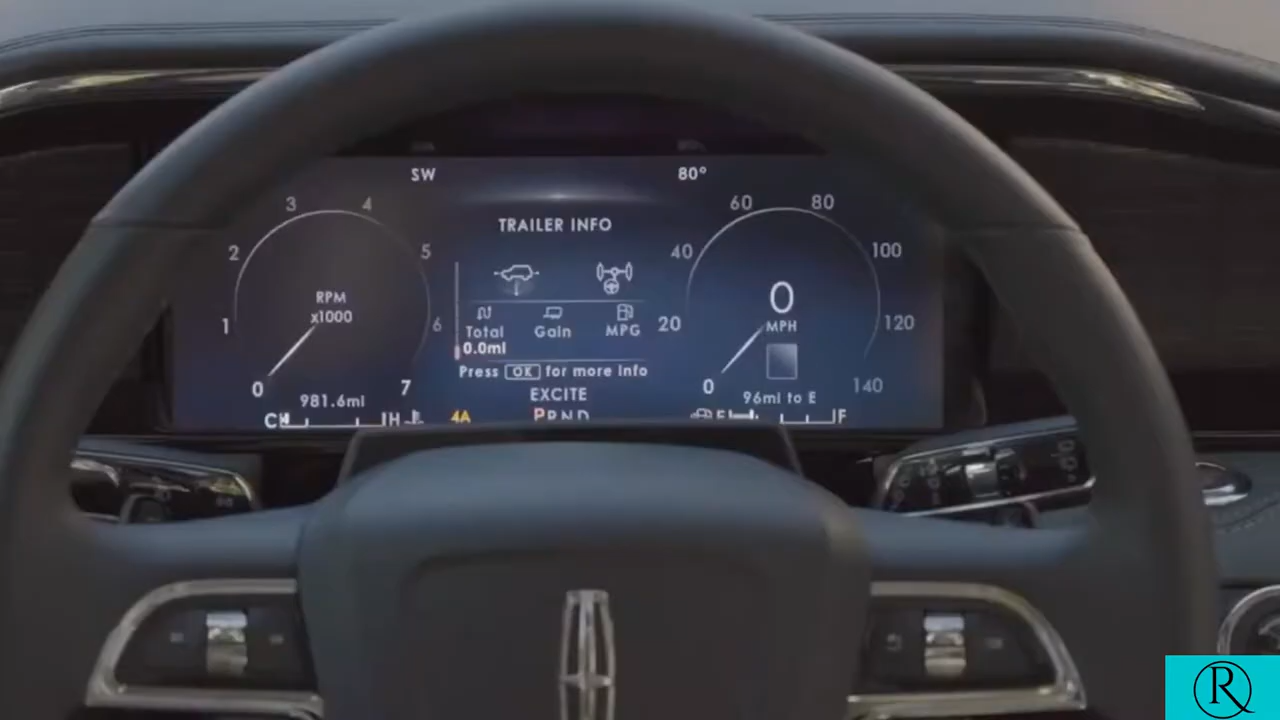 SW 80°
3 4 60 80
TRAILER INFO
2 5 40 100
RPM
x1000
0
MPH
1 6 20 120
Total Gain MPG
0.0mi
Press OK for more info
0 7 0 140
EXCITE
981.6mi 96mi to E
C H 4A PRND E F
R